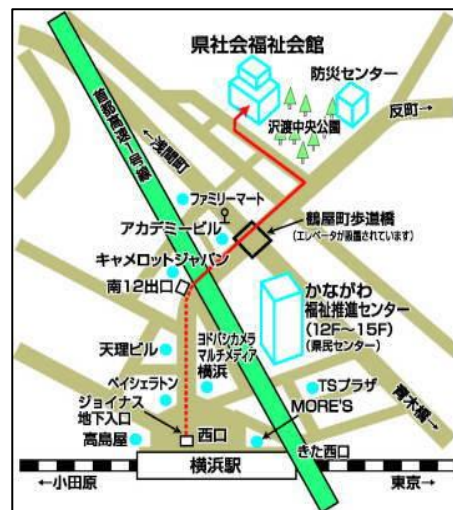 県社会福祉会館
防災センター
反町→
沢渡中央公園
首都高速一号横羽線
←浅間町
ファミリーマート
アカデミービル
鶴屋町歩道橋
(エレベータが設置されています)
キャメロットジャパン
南12出口
かながわ
福祉推進センター
(12F～15F)
(県民センター)
ヨドバシカメラ
マルチメディア
横浜
天理ビル
ベイシェラトン
TSプラザ
青木橋→
ジョイナス
地下入口
西口
MORE'S
高島屋
きた西口
横浜駅
←小田原
東京→